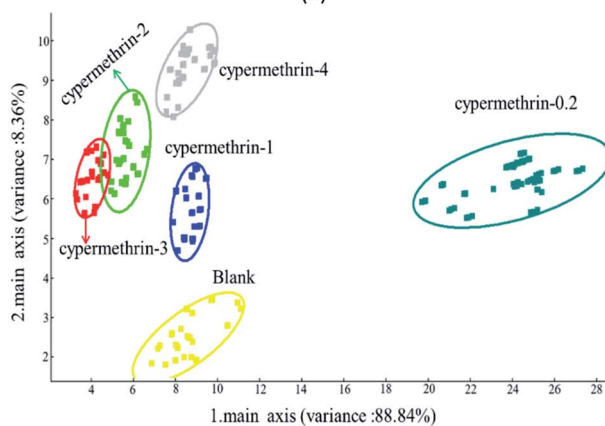 cypermethrin-2
cypermethrin-4
cypermethrin-0.2
cypermethrin-1
cypermethrin-3
Blank
10
9
8
7
6
5
4
3
2
4 6 8 10 12 14 16 18 20 22 24 26 28
2.main axis (variance :8.36%)
1.main axis (variance :88.84%)